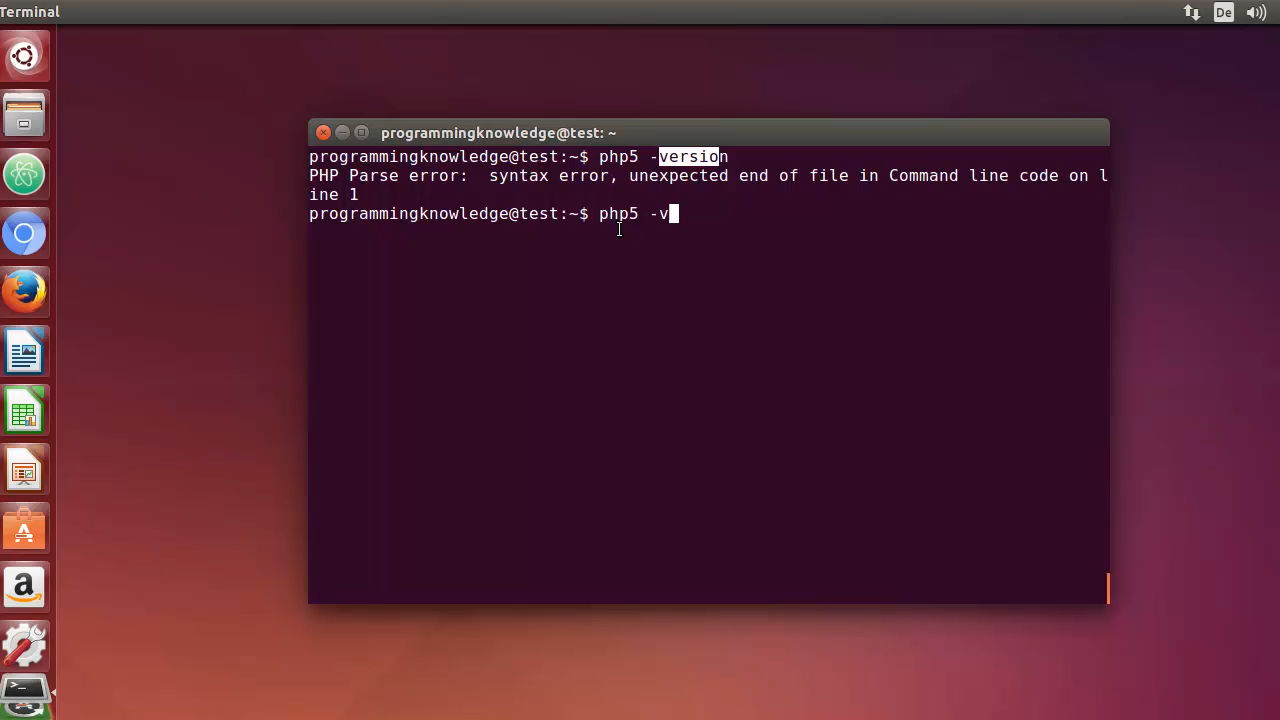 Terminal
De
programmingknowledge@test: ~
programmingknowledge@test:~$ php5 -version
PHP Parse error:  syntax error, unexpected end of file in Command line code on l
ine 1
programmingknowledge@test:~$ php5 -v